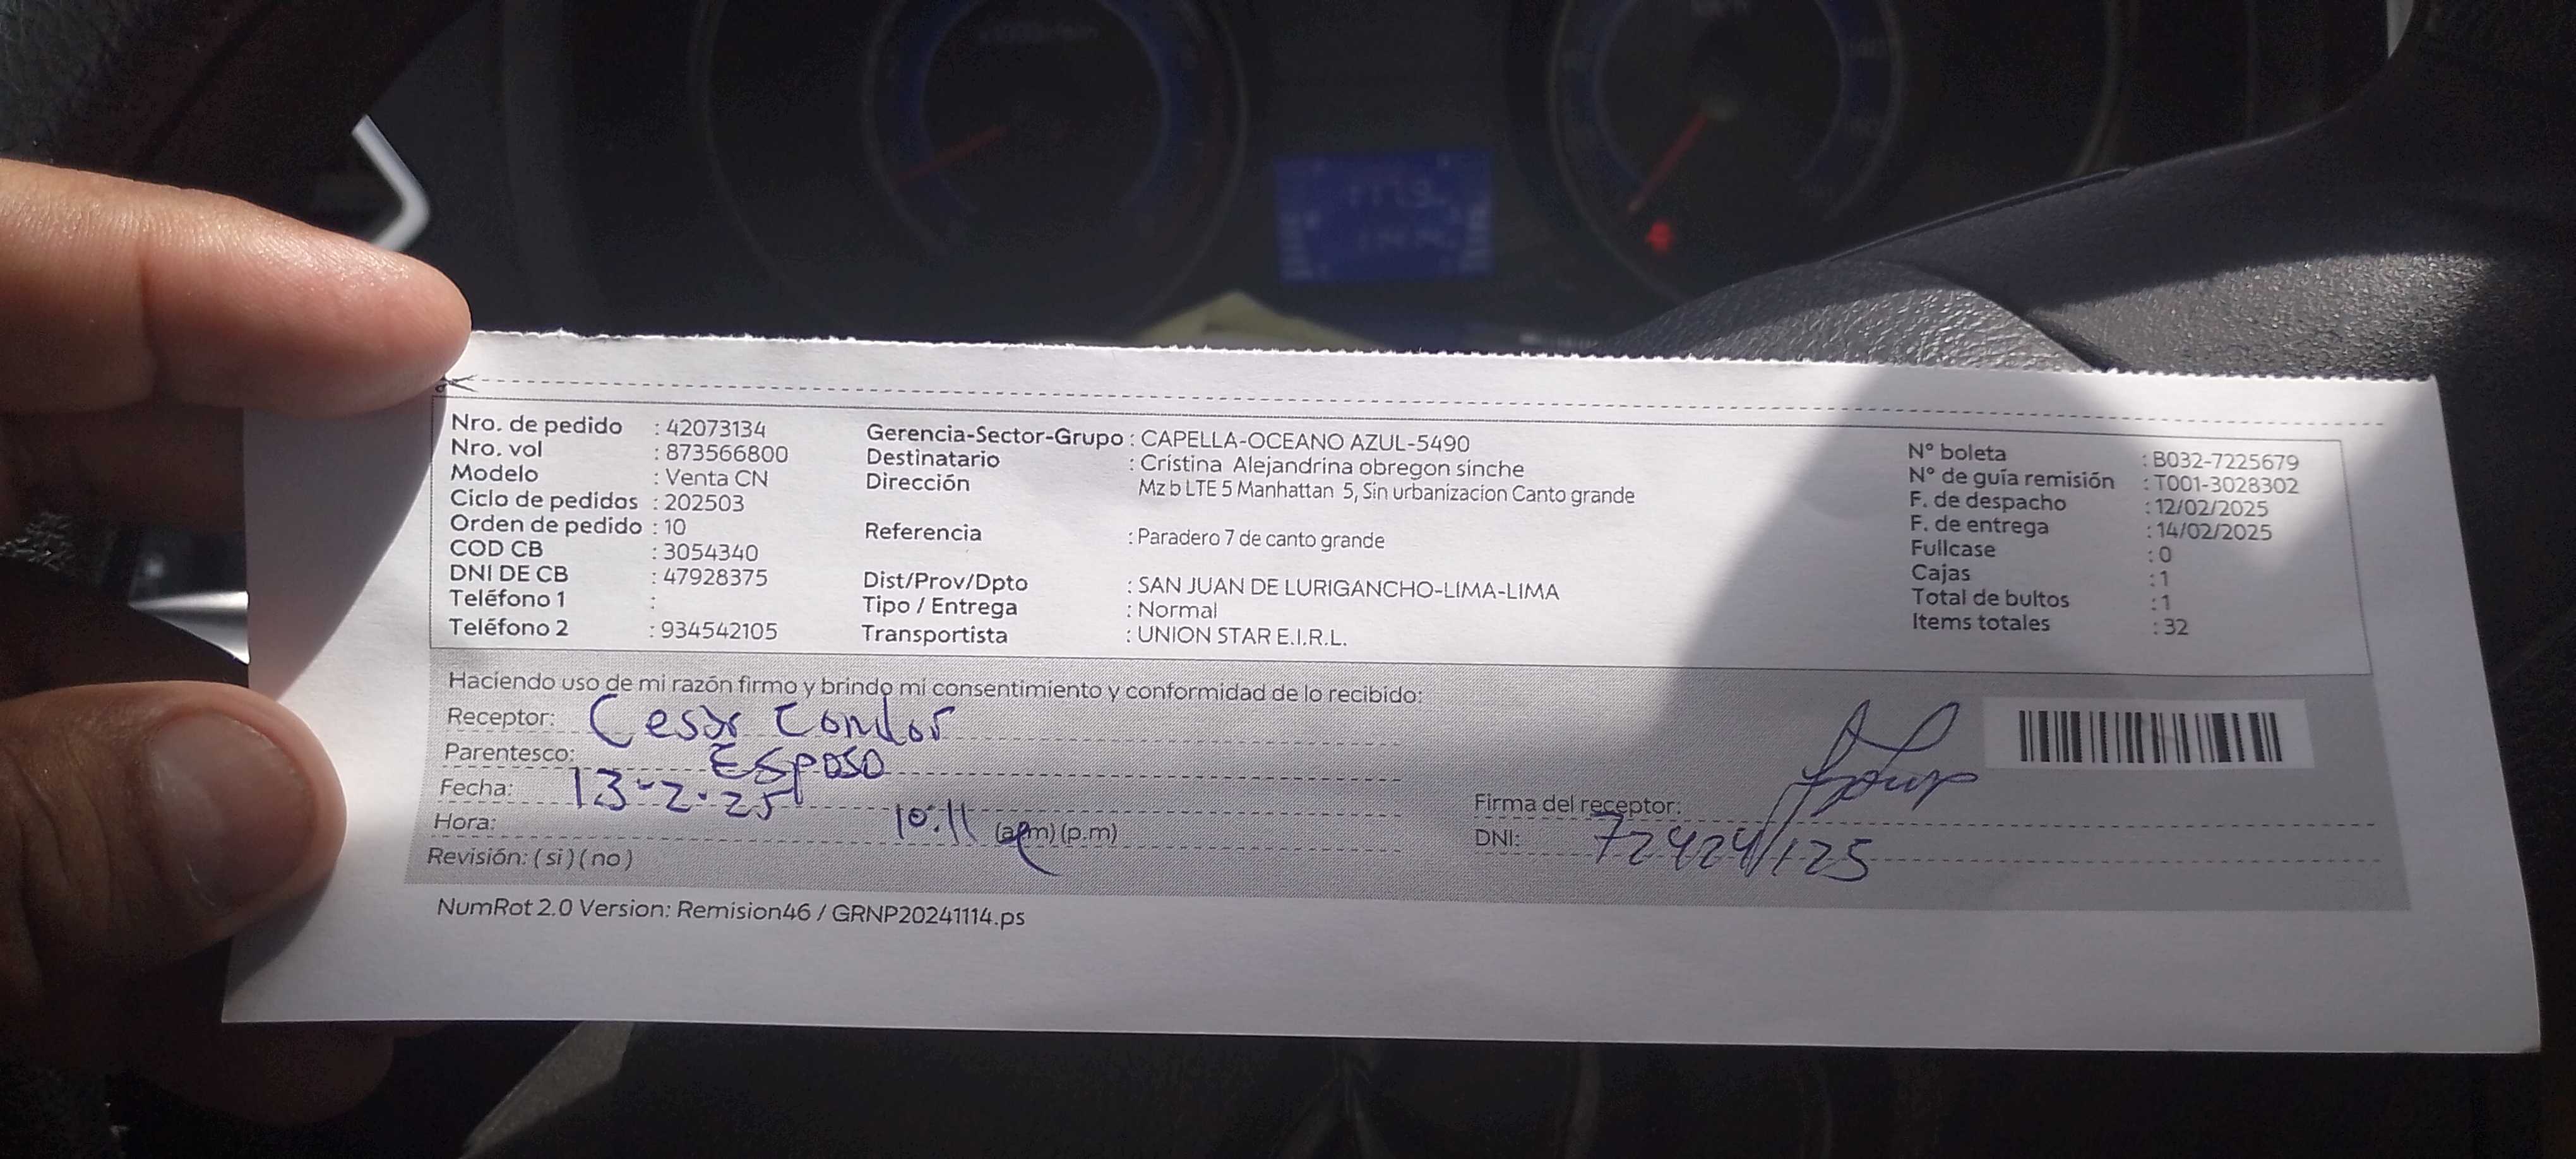 Nro. de pedido : 42073134
Nro. vol : 873566800
Modelo : Venta CN
Ciclo de pedidos : 202503
Orden de pedido : 10
COD CB : 3054340
DNI DE CB : 47928375
Teléfono 1 :
Teléfono 2 : 934542105
Gerencia-Sector-Grupo : CAPELLA-OCEANO AZUL-5490
Destinatario : Cristina Alejandrina obregon sinche
Dirección Mz b LTE 5 Manhattan 5, Sin urbanizacion Canto grande
Referencia : Paradero 7 de canto grande
Dist/Prov/Dpto : SAN JUAN DE LURIGANCHO-LIMA-LIMA
Tipo / Entrega : Normal
Transportista : UNION STAR E.I.R.L.
N° boleta : B032-7225679
N° de guía remisión : T001-3028302
F. de despacho : 12/02/2025
F. de entrega : 14/02/2025
Fullcase : 0
Cajas : 1
Total de bultos : 1
Items totales : 32
Haciendo uso de mi razón firmo y brindo mi consentimiento y conformidad de lo recibido:
Receptor: Cesar Condor
Parentesco: Esposo
Fecha: 13-2-25
Hora: 10:11 (a.m) (p.m)
Revisión: ( si ) ( no )
Firma del receptor:
DNI: 72424125
NumRot 2.0 Version: Remision46 / GRNP20241114.ps